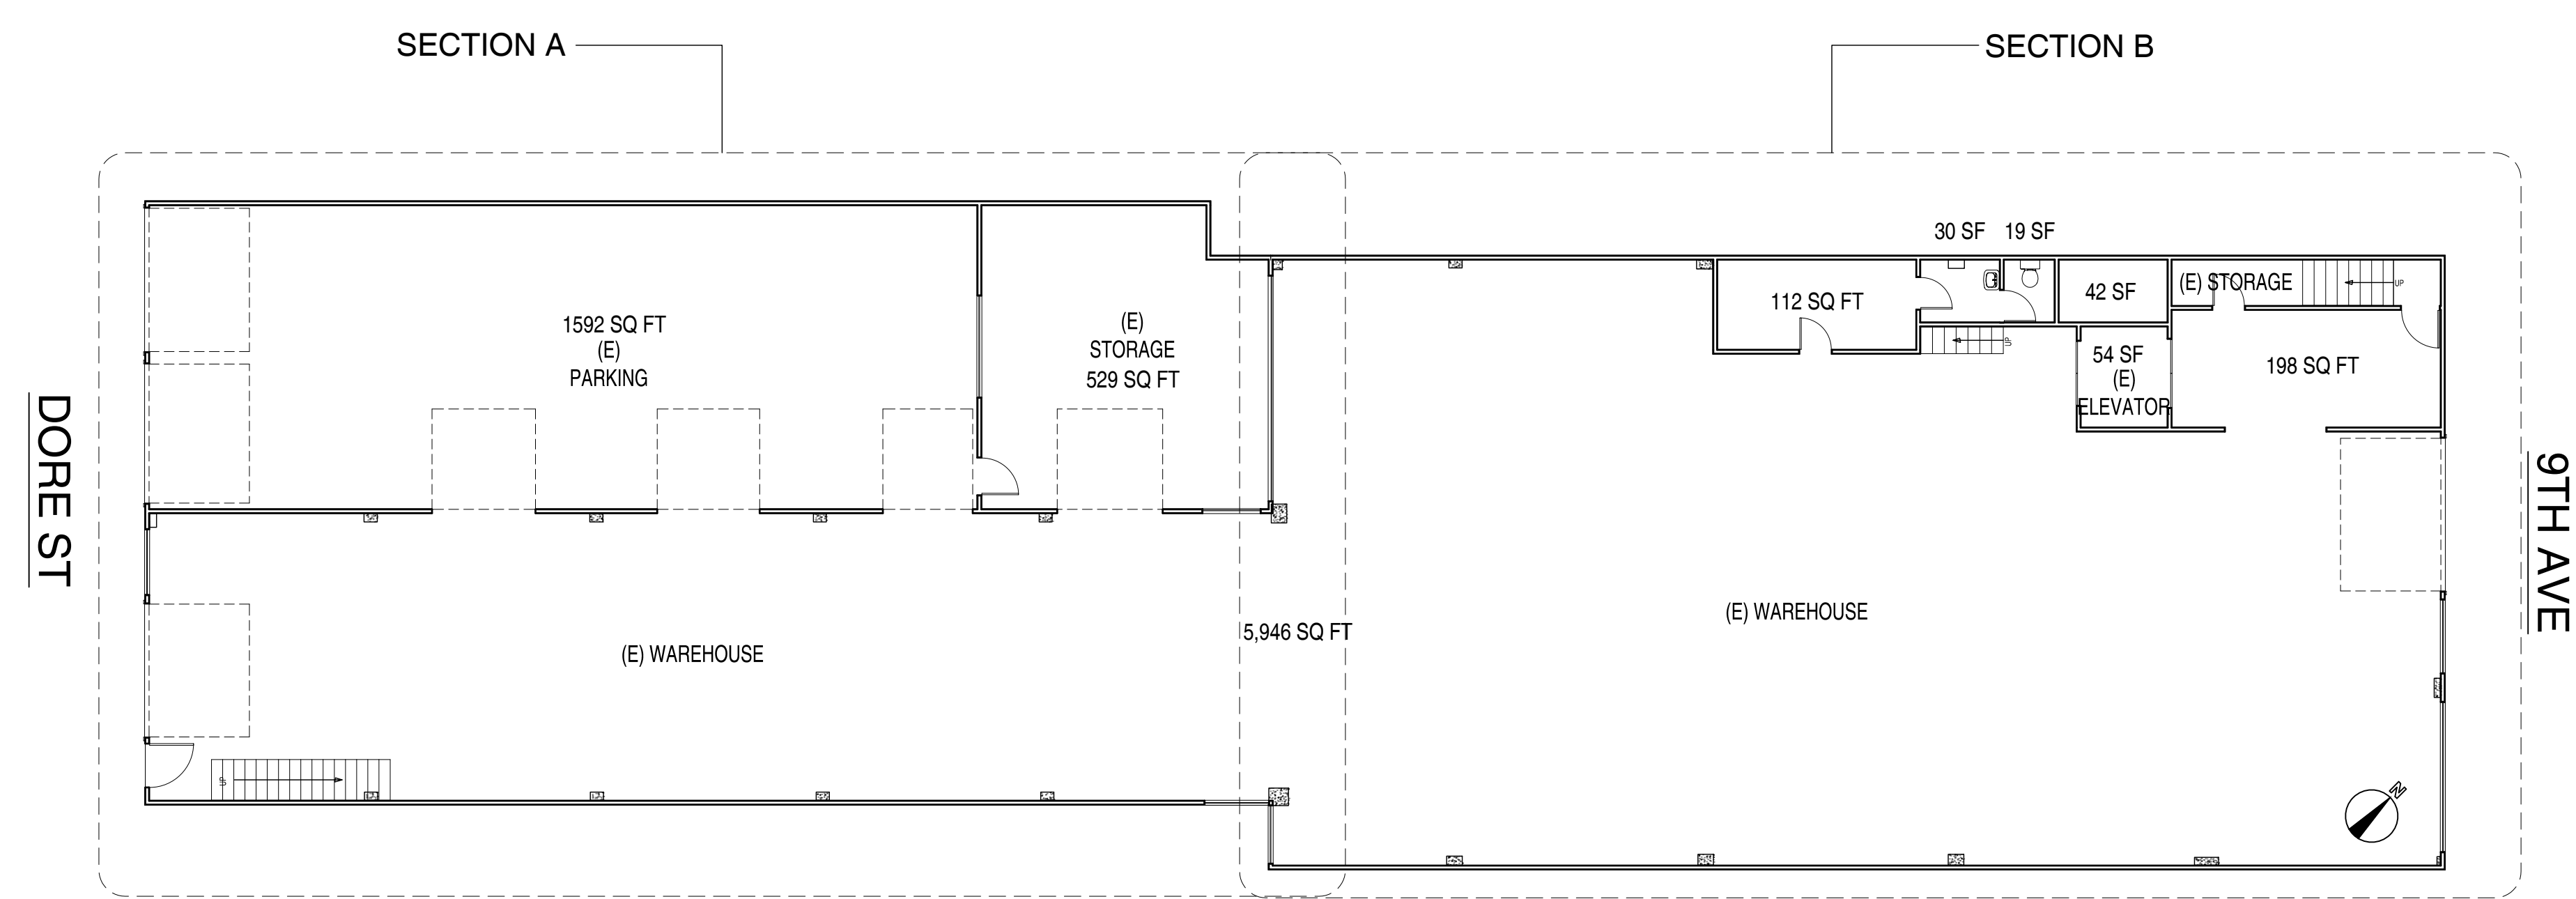 SECTION A
SECTION B
30 SF
19 SF
(E) STORAGE
UP
42 SF
112 SQ FT
1592 SQ FT
(E)
PARKING
(E)
STORAGE
529 SQ FT
UP
54 SF
(E)
ELEVATOR
198 SQ FT
DORE ST
9TH AVE
(E) WAREHOUSE
5,946 SQ FT
(E) WAREHOUSE
UP
N